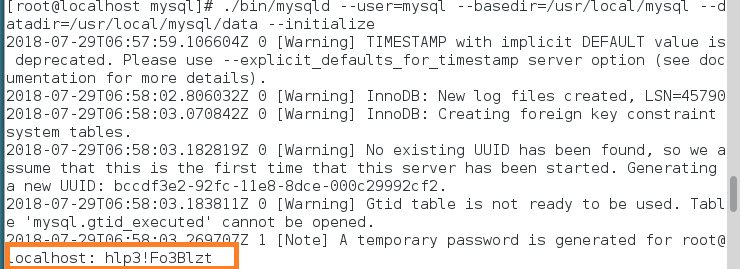 [root@localhost mysql]# ./bin/mysqld --user=mysql --basedir=/usr/local/mysql --d
atadir=/usr/local/mysql/data --initialize
2018-07-29T06:57:59.106604Z 0 [Warning] TIMESTAMP with implicit DEFAULT value is
 deprecated. Please use --explicit_defaults_for_timestamp server option (see doc
umentation for more details).
2018-07-29T06:58:02.806032Z 0 [Warning] InnoDB: New log files created, LSN=45790
2018-07-29T06:58:03.070842Z 0 [Warning] InnoDB: Creating foreign key constraint
system tables.
2018-07-29T06:58:03.182819Z 0 [Warning] No existing UUID has been found, so we a
ssume that this is the first time that this server has been started. Generating
a new UUID: bccdf3e2-92fc-11e8-8dce-000c29992cf2.
2018-07-29T06:58:03.183811Z 0 [Warning] Gtid table is not ready to be used. Tabl
e 'mysql.gtid_executed' cannot be opened.
2018-07-29T06:58:03.269707Z 1 [Note] A temporary password is generated for root@
localhost: hlp3!Fo3Blzt